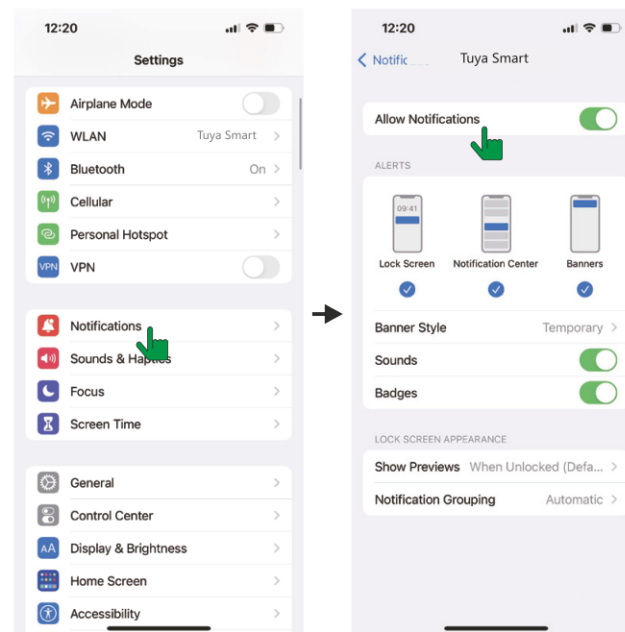 12:20
Settings
Airplane Mode
WLAN Tuya Smart
Bluetooth On
Cellular
Personal Hotspot
VPN VPN
Notifications
Sounds & Haptics
Focus
Screen Time
General
Control Center
AA Display & Brightness
Home Screen
Accessibility
12:20
Tuya Smart
Allow Notifications
ALERTS
09:41
Lock Screen Notification Center Banners
Banner Style Temporary
Sounds
Badges
LOCK SCREEN APPEARANCE
Show Previews When Unlocked (Defa...
Notification Grouping Automatic